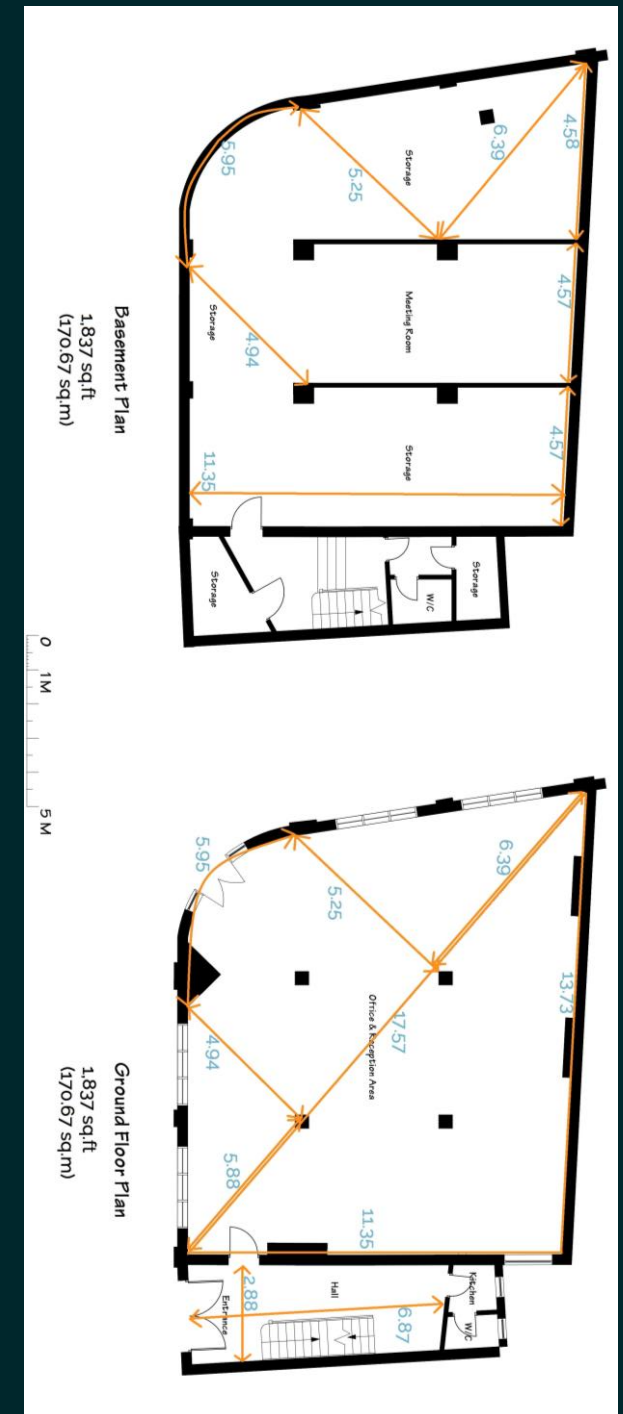 4.58
4.57
4.57
6.39
Storage
W/C
Storage
Meeting Room
Storage
5.25
4.94
5.95
Storage
11.35
Storage
Basement Plan
1,837 sq.ft
(170.67 sq.m)
0 1M 5 M
13.73
6.39
Kitchen
W/C
17.57
6.87
Office & Reception Area
11.35
Hall
5.25
2.88
5.88
Entrance
4.94
5.95
Ground Floor Plan
1,837 sq.ft
(170.67 sq.m)